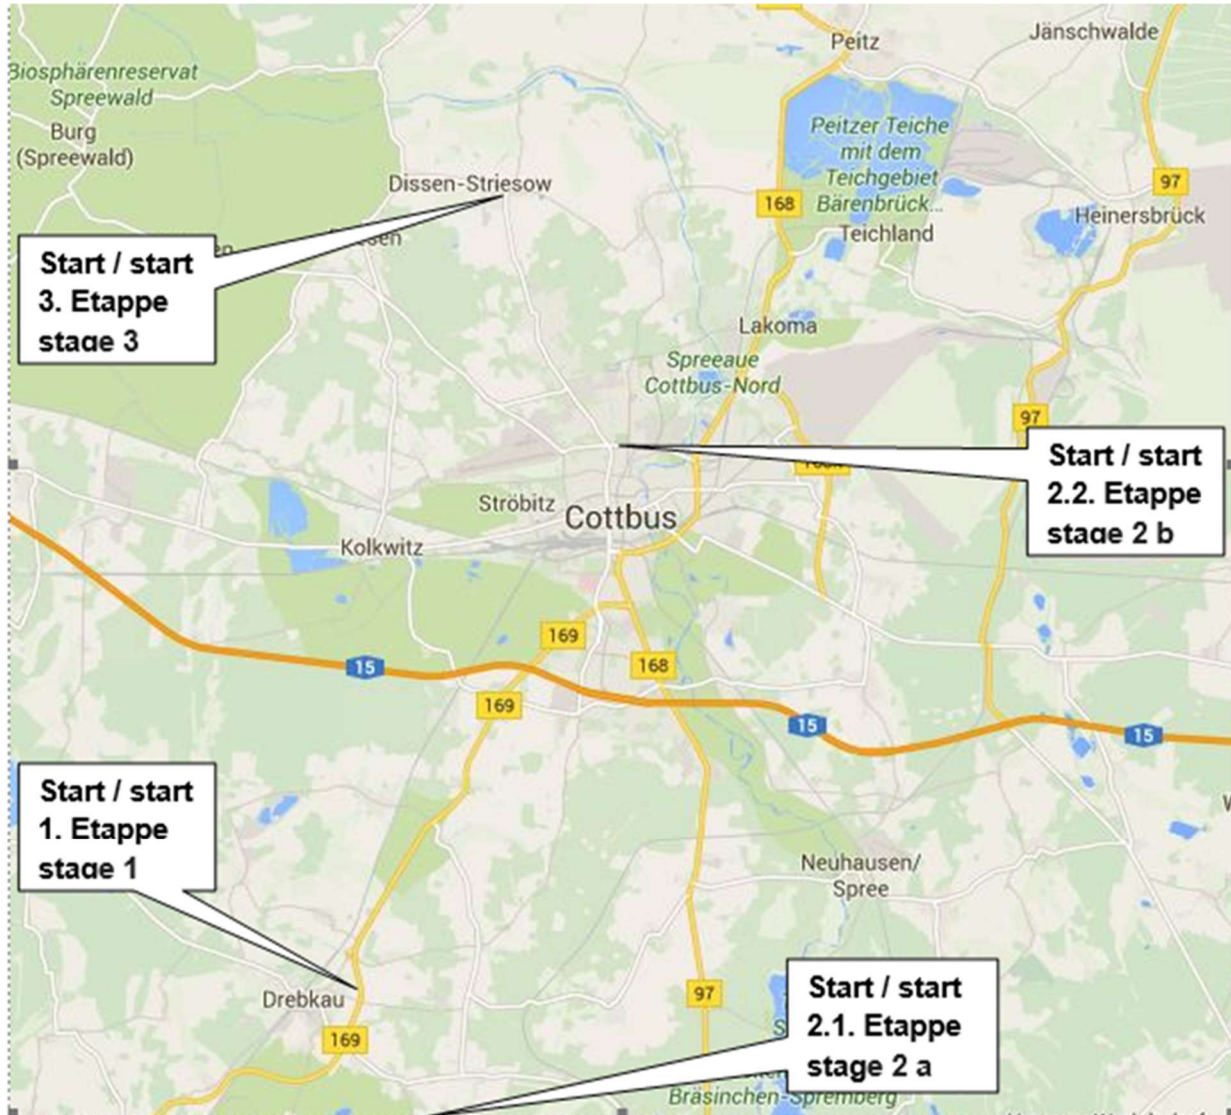 Peitz
Jänschwalde
Biosphärenreservat
Spreewald
Burg
(Spreewald)
Peitzer Teiche
mit dem
Teichgebiet
Bärenbrück...
Teichland
Dissen-Striesow
168
97
Heinersbrück
Start / start
3. Etappe
stage 3
Lakoma
Spreeaue
Cottbus-Nord
97
Start / start
2.2. Etappe
stage 2 b
Ströbitz
Cottbus
Kolkwitz
169
168
15
169
15
15
Start / start
1. Etappe
stage 1
Neuhausen/
Spree
Drebkau
169
97
Start / start
2.1. Etappe
stage 2 a
Bräsinchen-Spremberg